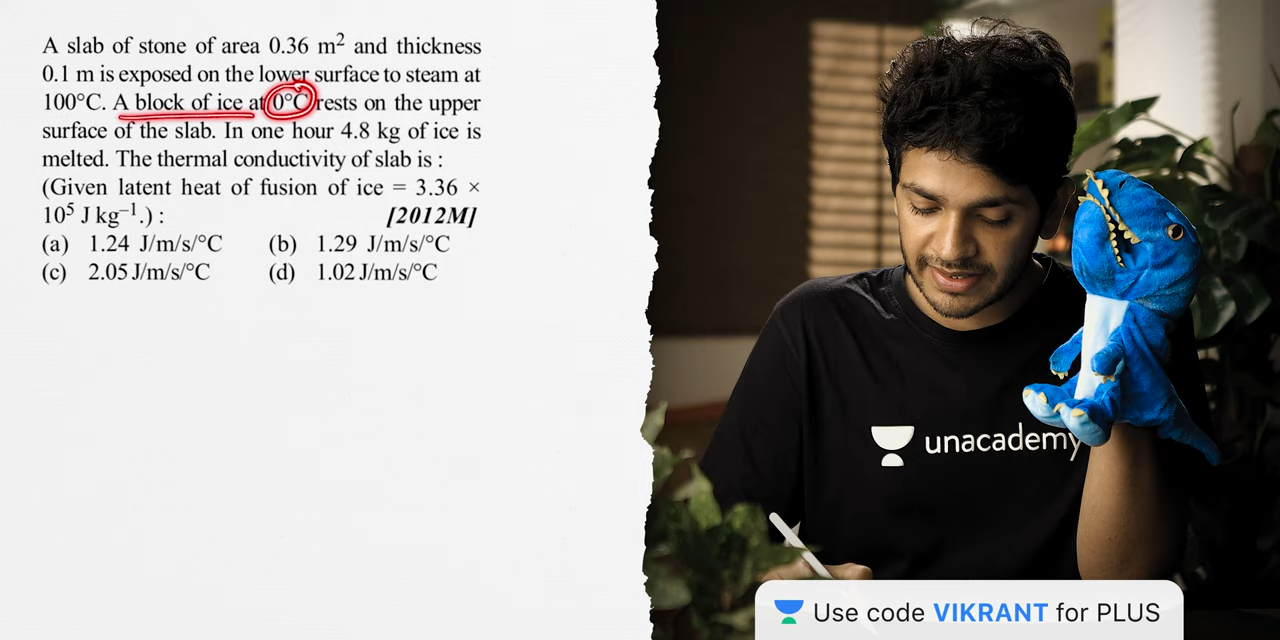 A slab of stone of area 0.36 m² and thickness
0.1 m is exposed on the lower surface to steam at
100°C. A block of ice at 0°C rests on the upper
surface of the slab. In one hour 4.8 kg of ice is
melted. The thermal conductivity of slab is :
(Given latent heat of fusion of ice = 3.36 ×
10⁵ J kg⁻¹.) : [2012M]
(a) 1.24 J/m/s/°C (b) 1.29 J/m/s/°C
(c) 2.05 J/m/s/°C (d) 1.02 J/m/s/°C
unacademy
Use code VIKRANT for PLUS